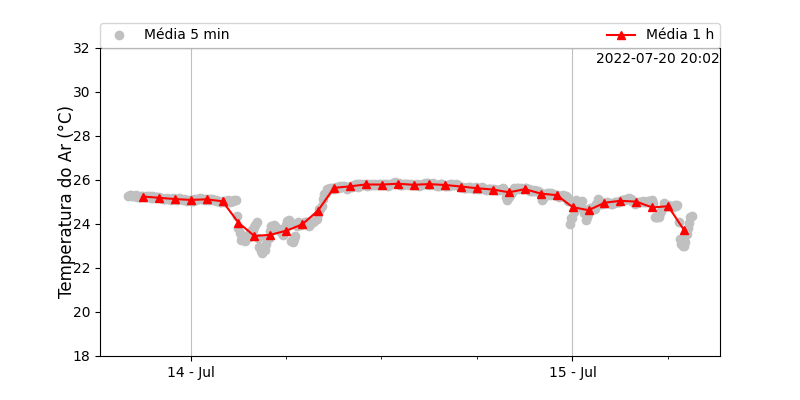 Média 5 min
Média 1 h
2022-07-20 20:02
Temperatura do Ar (°C)
32
30
28
26
24
22
20
18
14 - Jul
15 - Jul